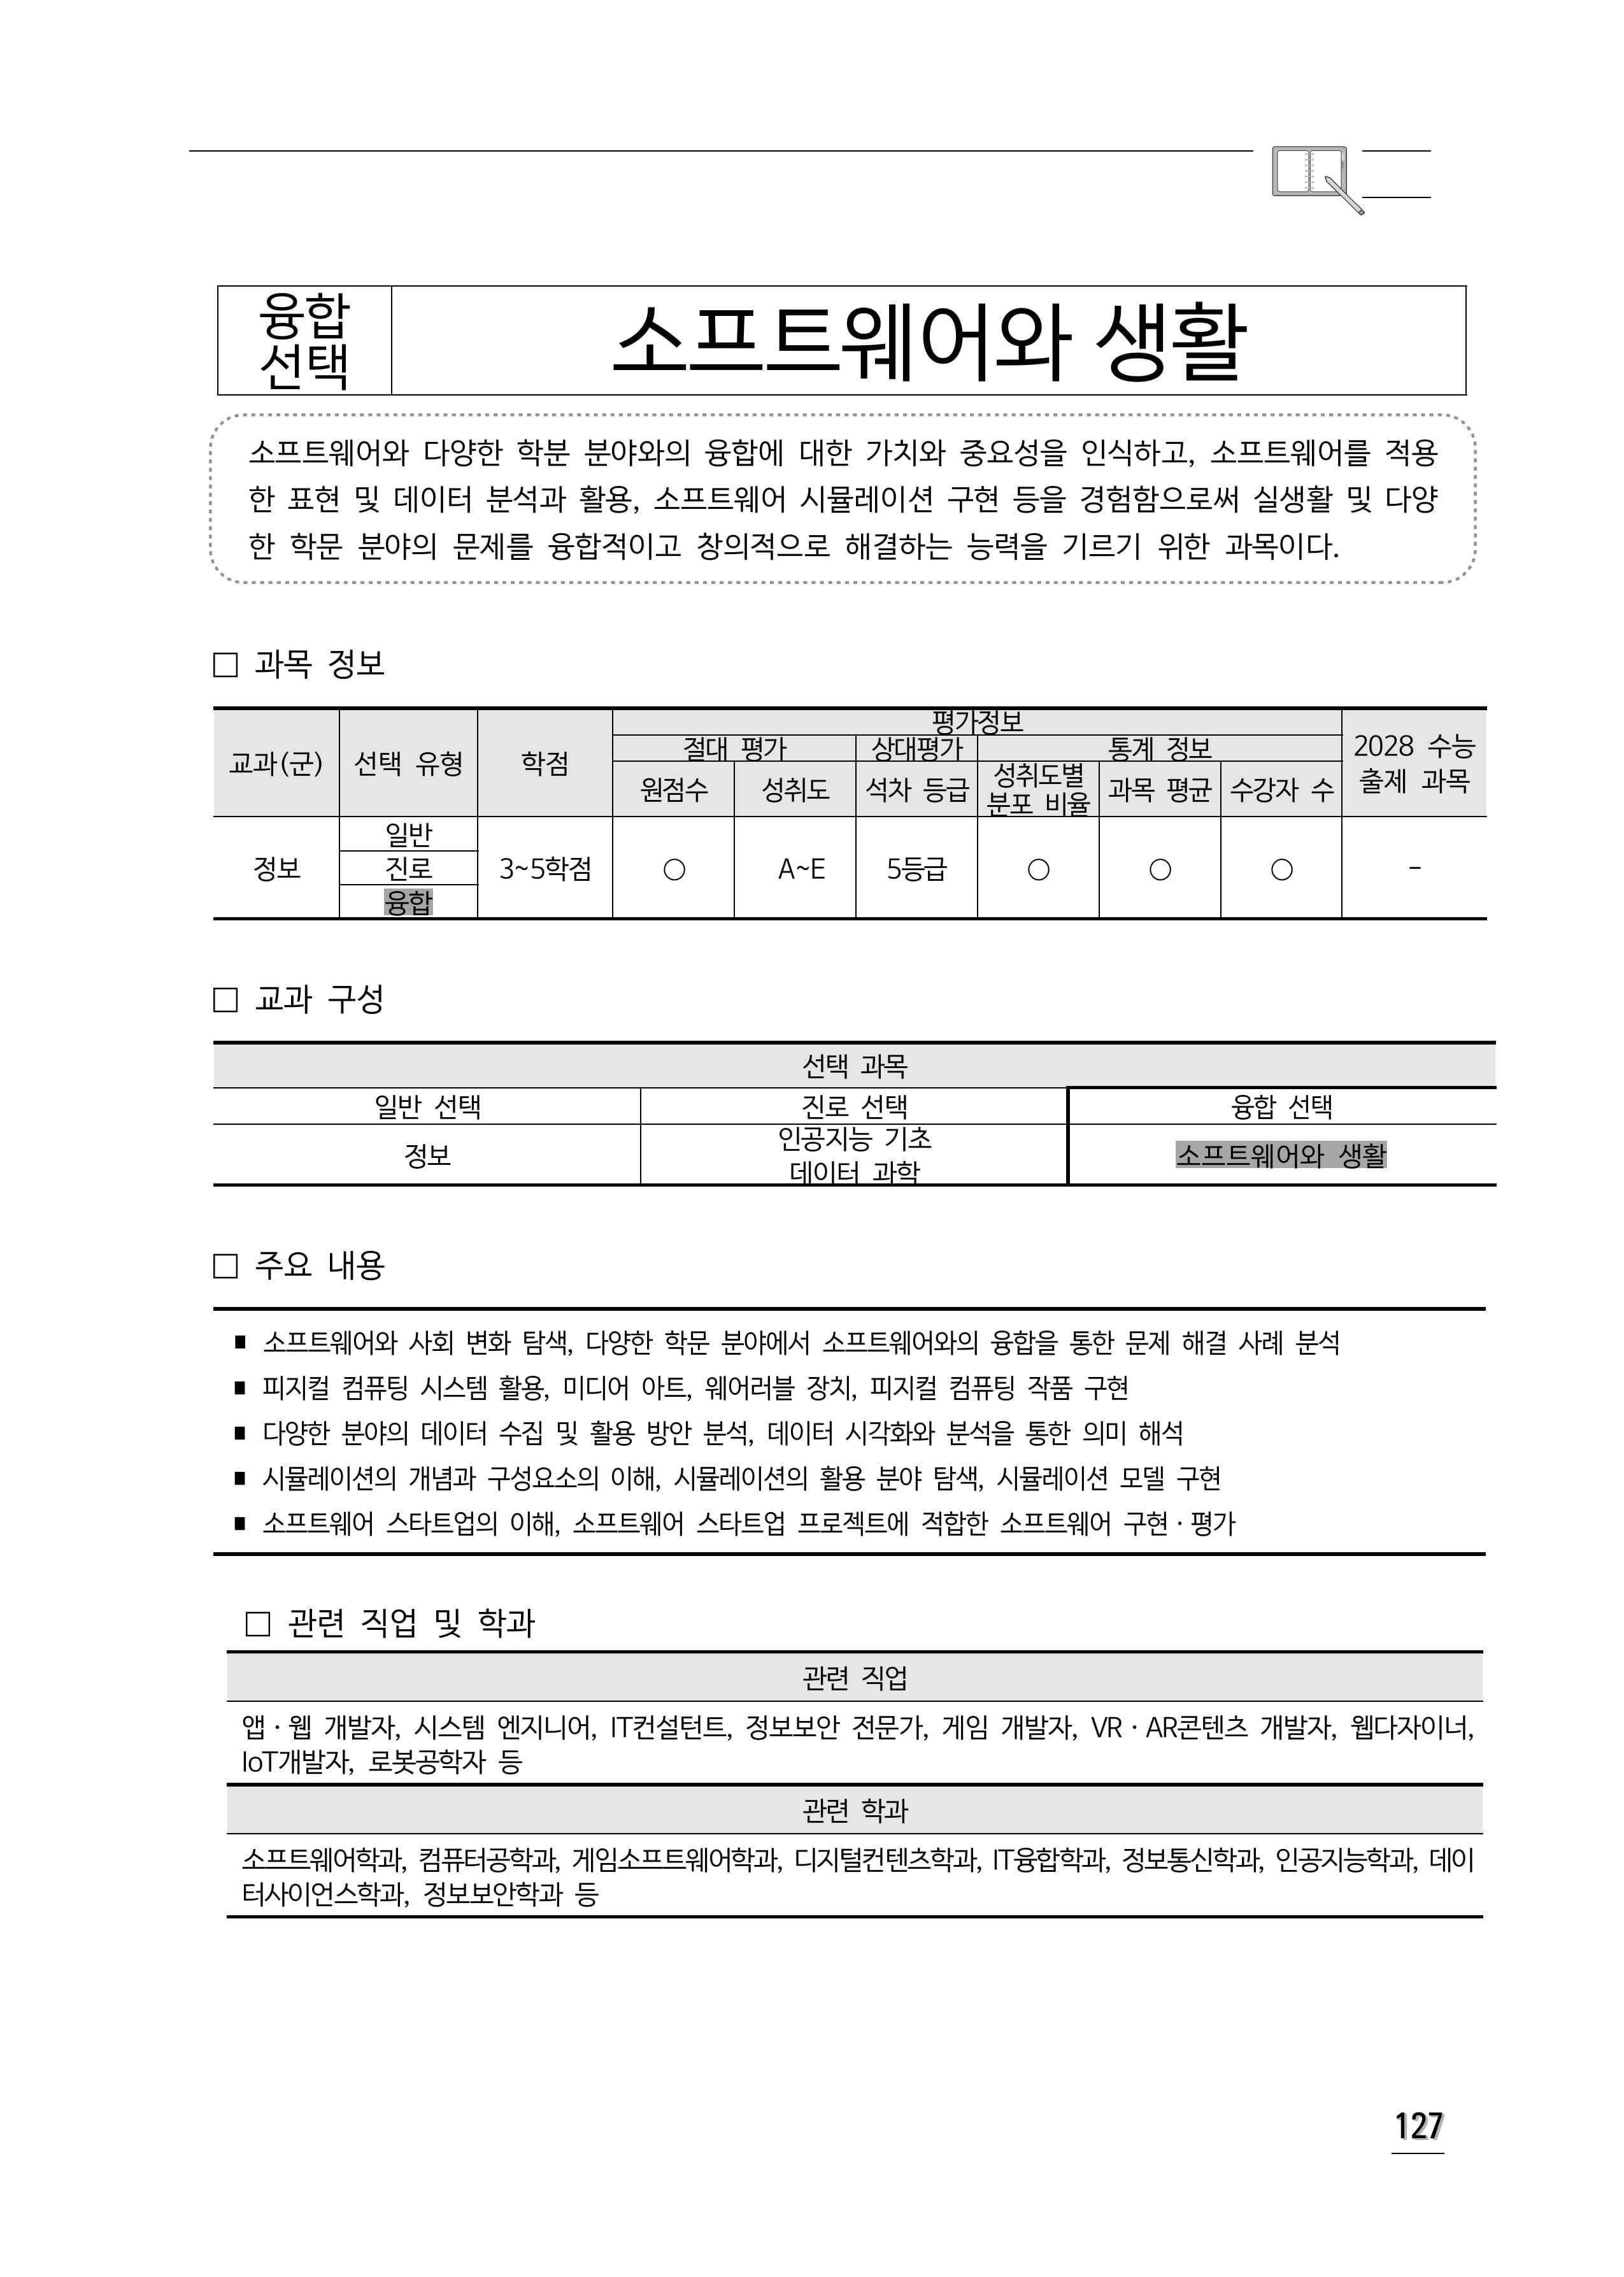 융합
선택
소프트웨어와 생활
소프트웨어와 다양한 학분 분야와의 융합에 대한 가치와 중요성을 인식하고, 소프트웨어를 적용
한 표현 및 데이터 분석과 활용, 소프트웨어 시뮬레이션 구현 등을 경험함으로써 실생활 및 다양
한 학문 분야의 문제를 융합적이고 창의적으로 해결하는 능력을 기르기 위한 과목이다.
□ 과목 정보
교과(군) 선택 유형 학점 평가정보 2028 수능 출제 과목
절대 평가 상대평가 통계 정보
원점수 성취도 석차 등급 성취도별 분포 비율 과목 평균 수강자 수
정보 일반 3~5학점 ○ A~E 5등급 ○ ○ ○ -
진로
융합
□ 교과 구성
선택 과목
일반 선택 진로 선택 융합 선택
정보 인공지능 기초 소프트웨어와 생활
데이터 과학
□ 주요 내용
■ 소프트웨어와 사회 변화 탐색, 다양한 학문 분야에서 소프트웨어와의 융합을 통한 문제 해결 사례 분석
■ 피지컬 컴퓨팅 시스템 활용, 미디어 아트, 웨어러블 장치, 피지컬 컴퓨팅 작품 구현
■ 다양한 분야의 데이터 수집 및 활용 방안 분석, 데이터 시각화와 분석을 통한 의미 해석
■ 시뮬레이션의 개념과 구성요소의 이해, 시뮬레이션의 활용 분야 탐색, 시뮬레이션 모델 구현
■ 소프트웨어 스타트업의 이해, 소프트웨어 스타트업 프로젝트에 적합한 소프트웨어 구현·평가
□ 관련 직업 및 학과
관련 직업
앱·웹 개발자, 시스템 엔지니어, IT컨설턴트, 정보보안 전문가, 게임 개발자, VR·AR콘텐츠 개발자, 웹다자이너,
IoT개발자, 로봇공학자 등
관련 학과
소프트웨어학과, 컴퓨터공학과, 게임소프트웨어학과, 디지털컨텐츠학과, IT융합학과, 정보통신학과, 인공지능학과, 데이
터사이언스학과, 정보보안학과 등
127